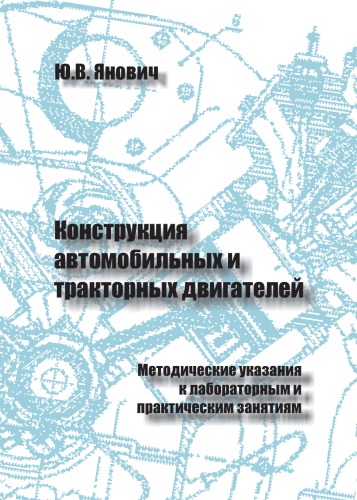 Ю.В. Янович
Конструкция
автомобильных и
тракторных двигателей
Методические указания
к лабораторным и
практическим занятиям